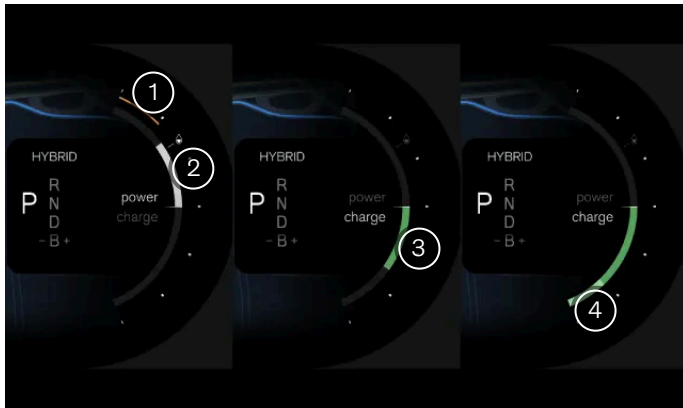 1
2
HYBRID
P
R
N
D
- B +
power
charge
HYBRID
P
R
N
D
- B +
power
charge
3
HYBRID
P
R
N
D
- B +
power
charge
4